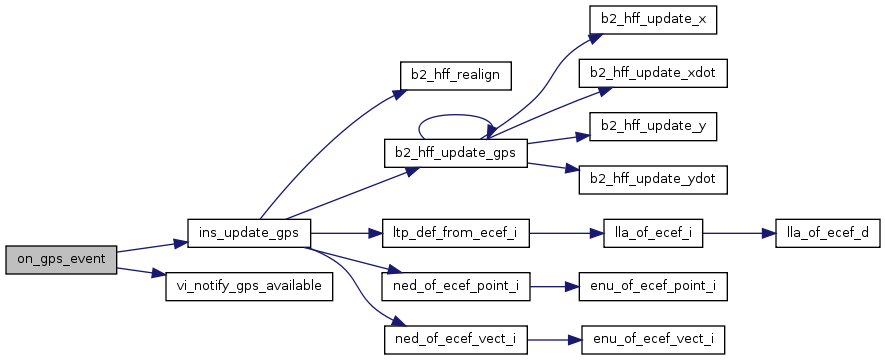 b2_hff_update_x
b2_hff_realign
b2_hff_update_xdot
b2_hff_update_y
b2_hff_update_gps
b2_hff_update_ydot
ins_update_gps
ltp_def_from_ecef_i
lla_of_ecef_i
lla_of_ecef_d
on_gps_event
vi_notify_gps_available
ned_of_ecef_point_i
enu_of_ecef_point_i
ned_of_ecef_vect_i
enu_of_ecef_vect_i